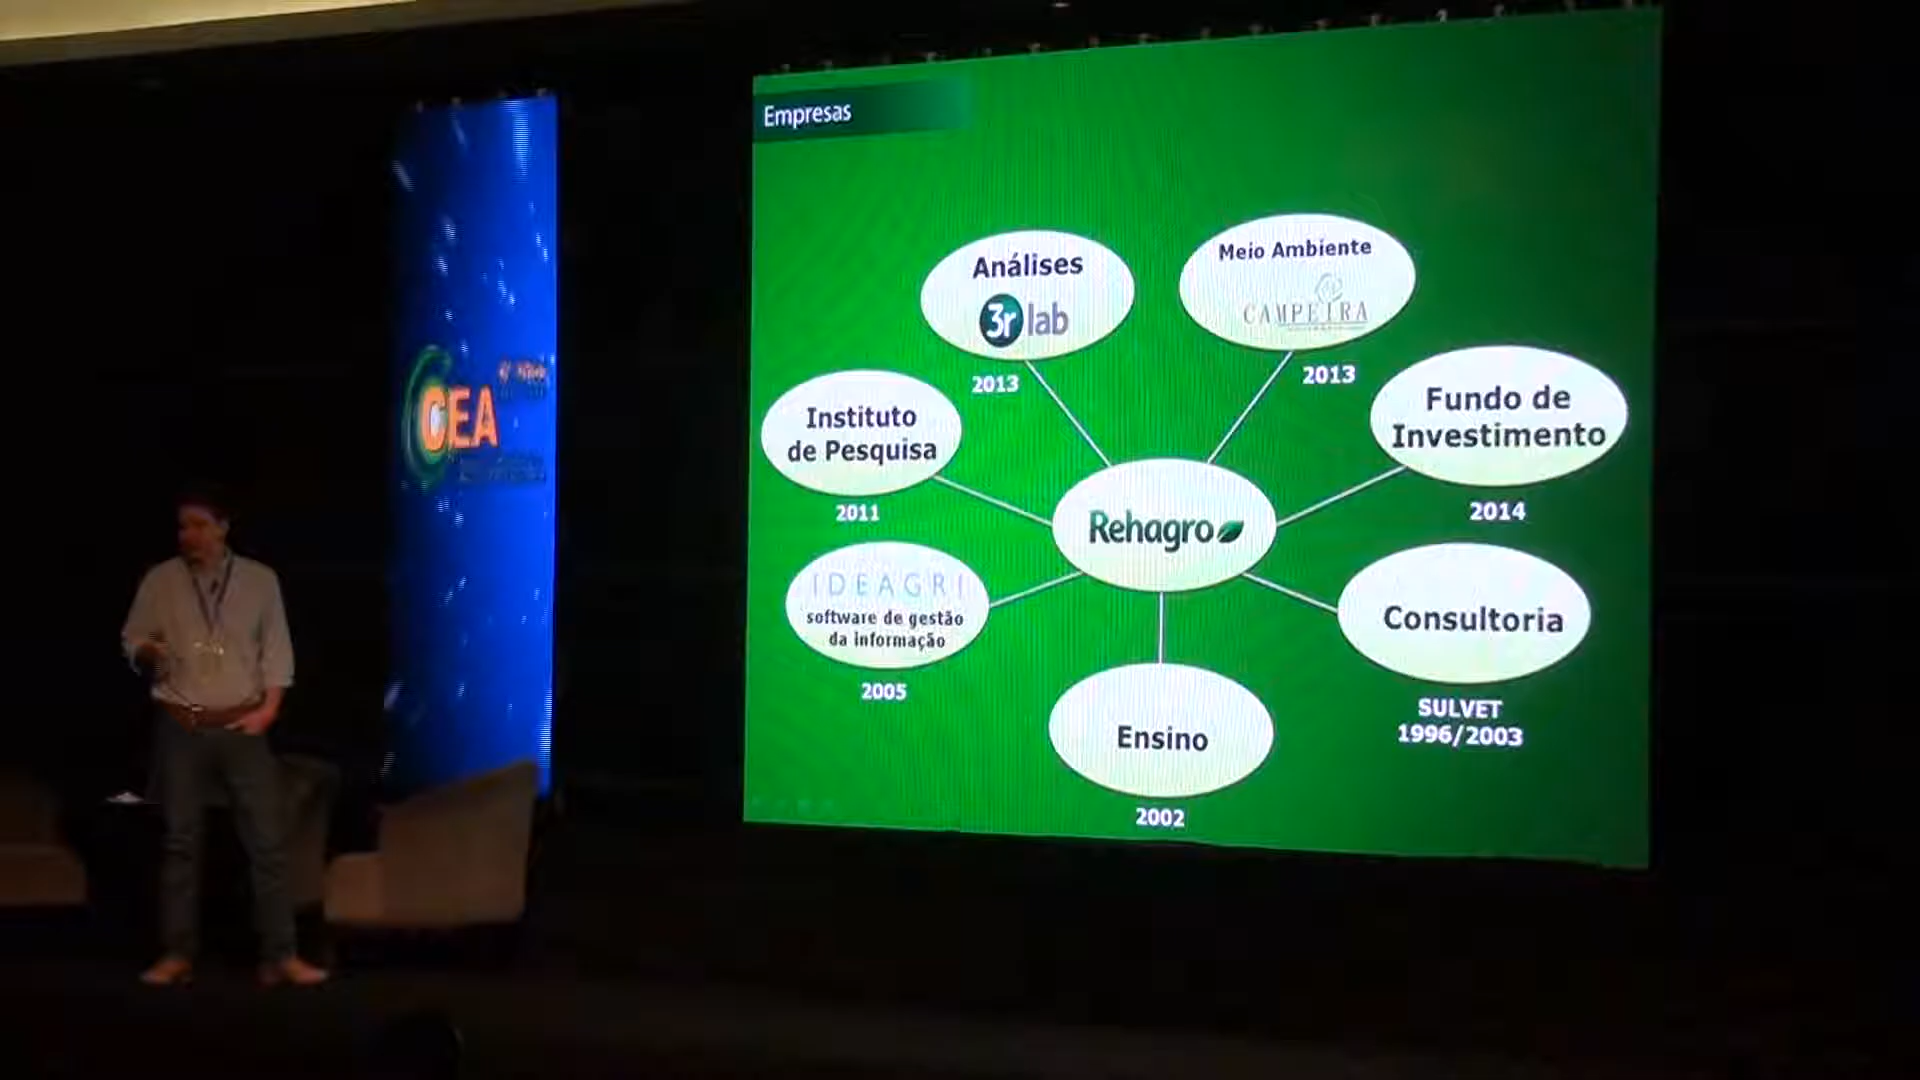 Empresas
Análises
3r lab
2013
Meio Ambiente
CAMPEIRA
2013
Fundo de
Investimento
2014
Instituto
de Pesquisa
2011
Rehagro
IDEAGRI
software de gestão
da informação
2005
Consultoria
SULVET
1996/2003
Ensino
2002
CEA